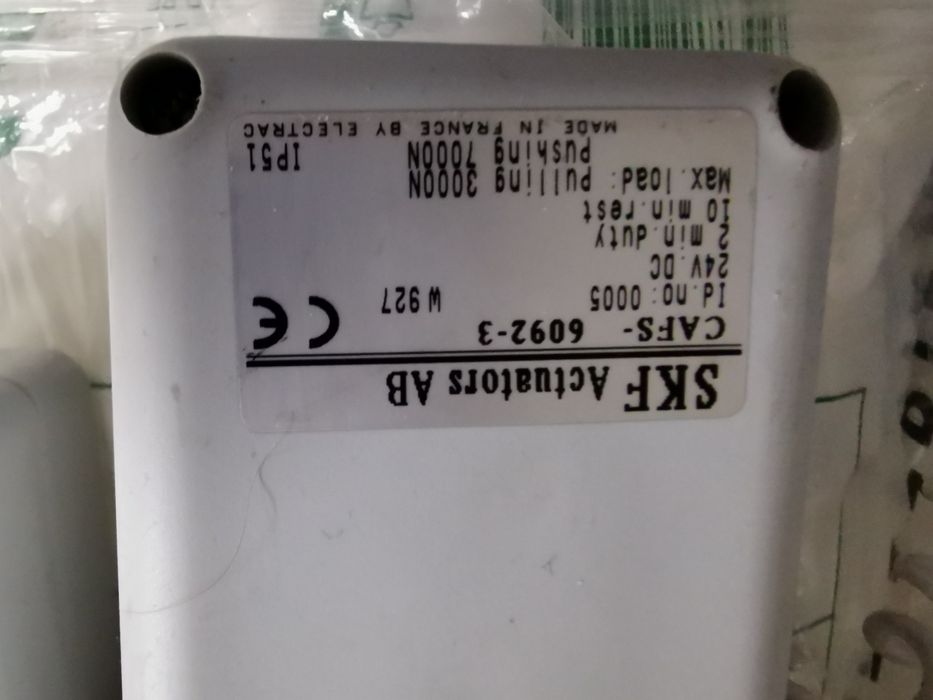 SKF Actuators AB
CAFS- 6092-3
Id.no: 0005 W 927 CE
24V.DC
2 min.duty
10 min.rest
Max.load: Pulling 3000N
Pushing 7000N IP51
MADE IN FRANCE BY ELECTRAC